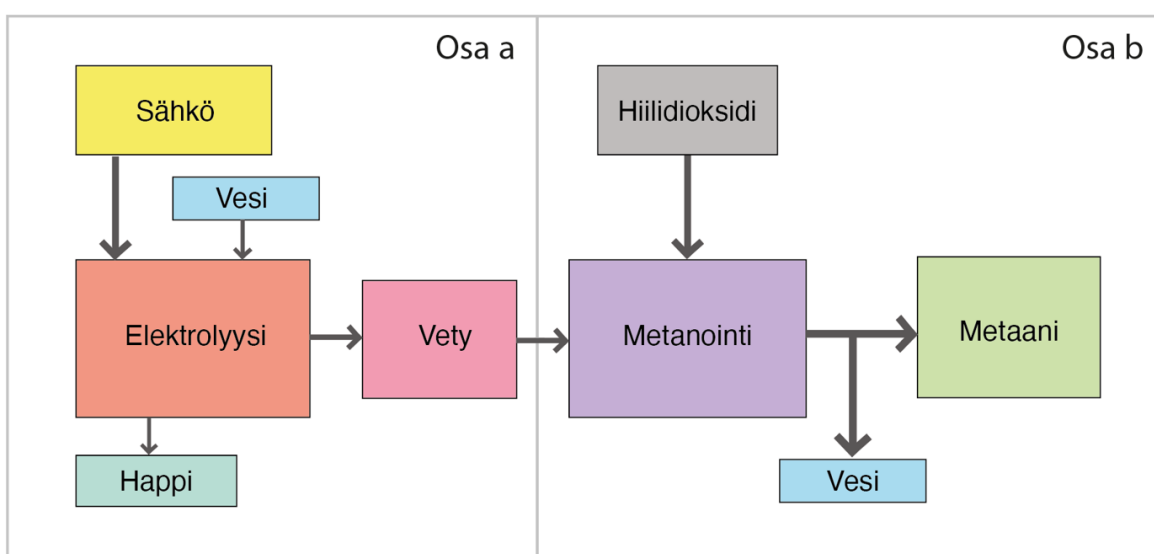 Osa a
Sähkö
Vesi
Elektrolyysi
Vety
Happi
Osa b
Hiilidioksidi
Metanointi
Metaani
Vesi